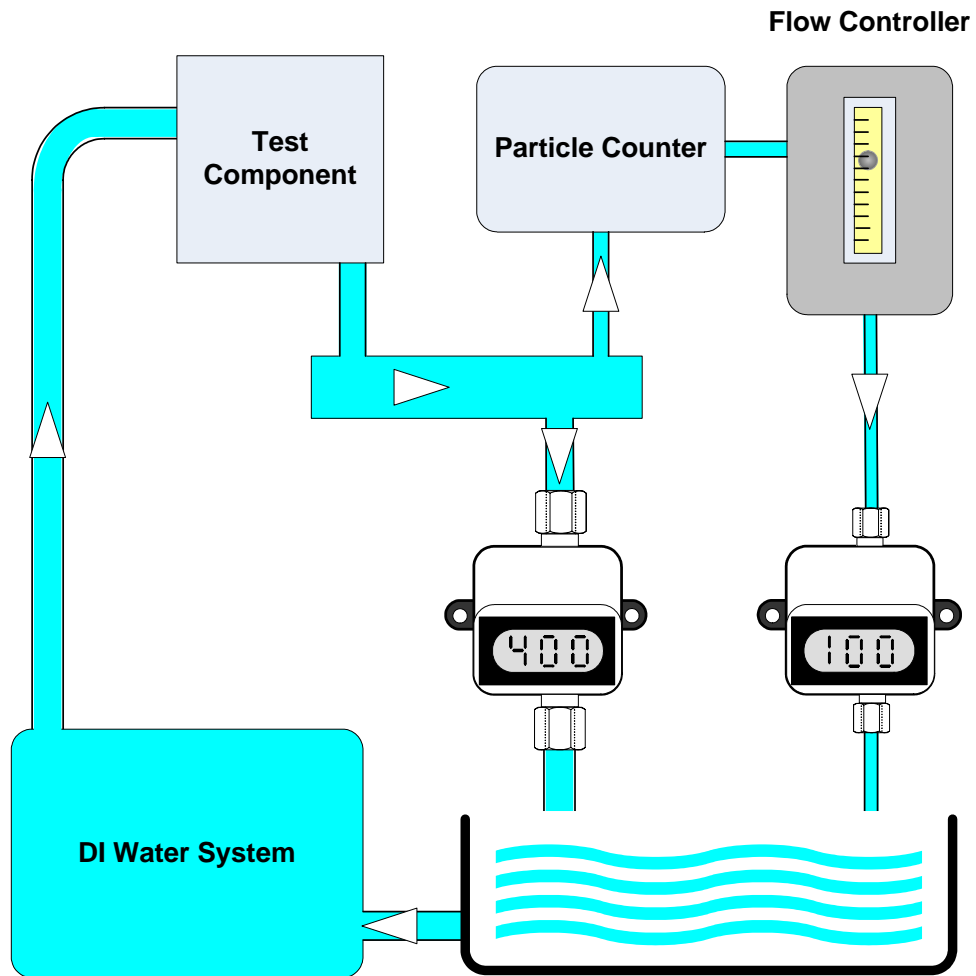 Flow Controller
Test
Component
Particle Counter
400
100
DI Water System